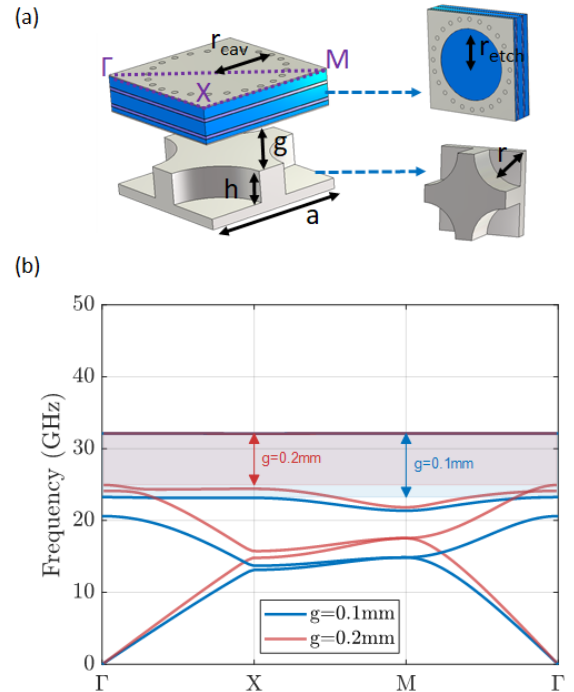 (a)
r_cav
Γ
M
X
r_etch
g
h
r
a
(b)
50
40
30
20
10
0
Frequency (GHz)
g=0.2mm
g=0.1mm
g=0.1mm
g=0.2mm
Γ
X
M
Γ